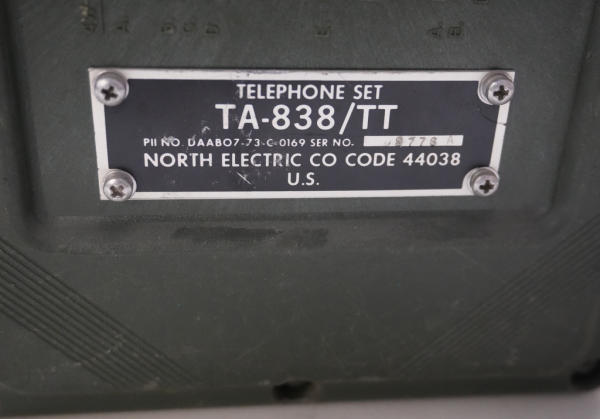 TELEPHONE SET
TA-838/TT
PII NO. DAAB07-73-C-0169 SER NO.
NORTH ELECTRIC CO CODE 44038
U.S.